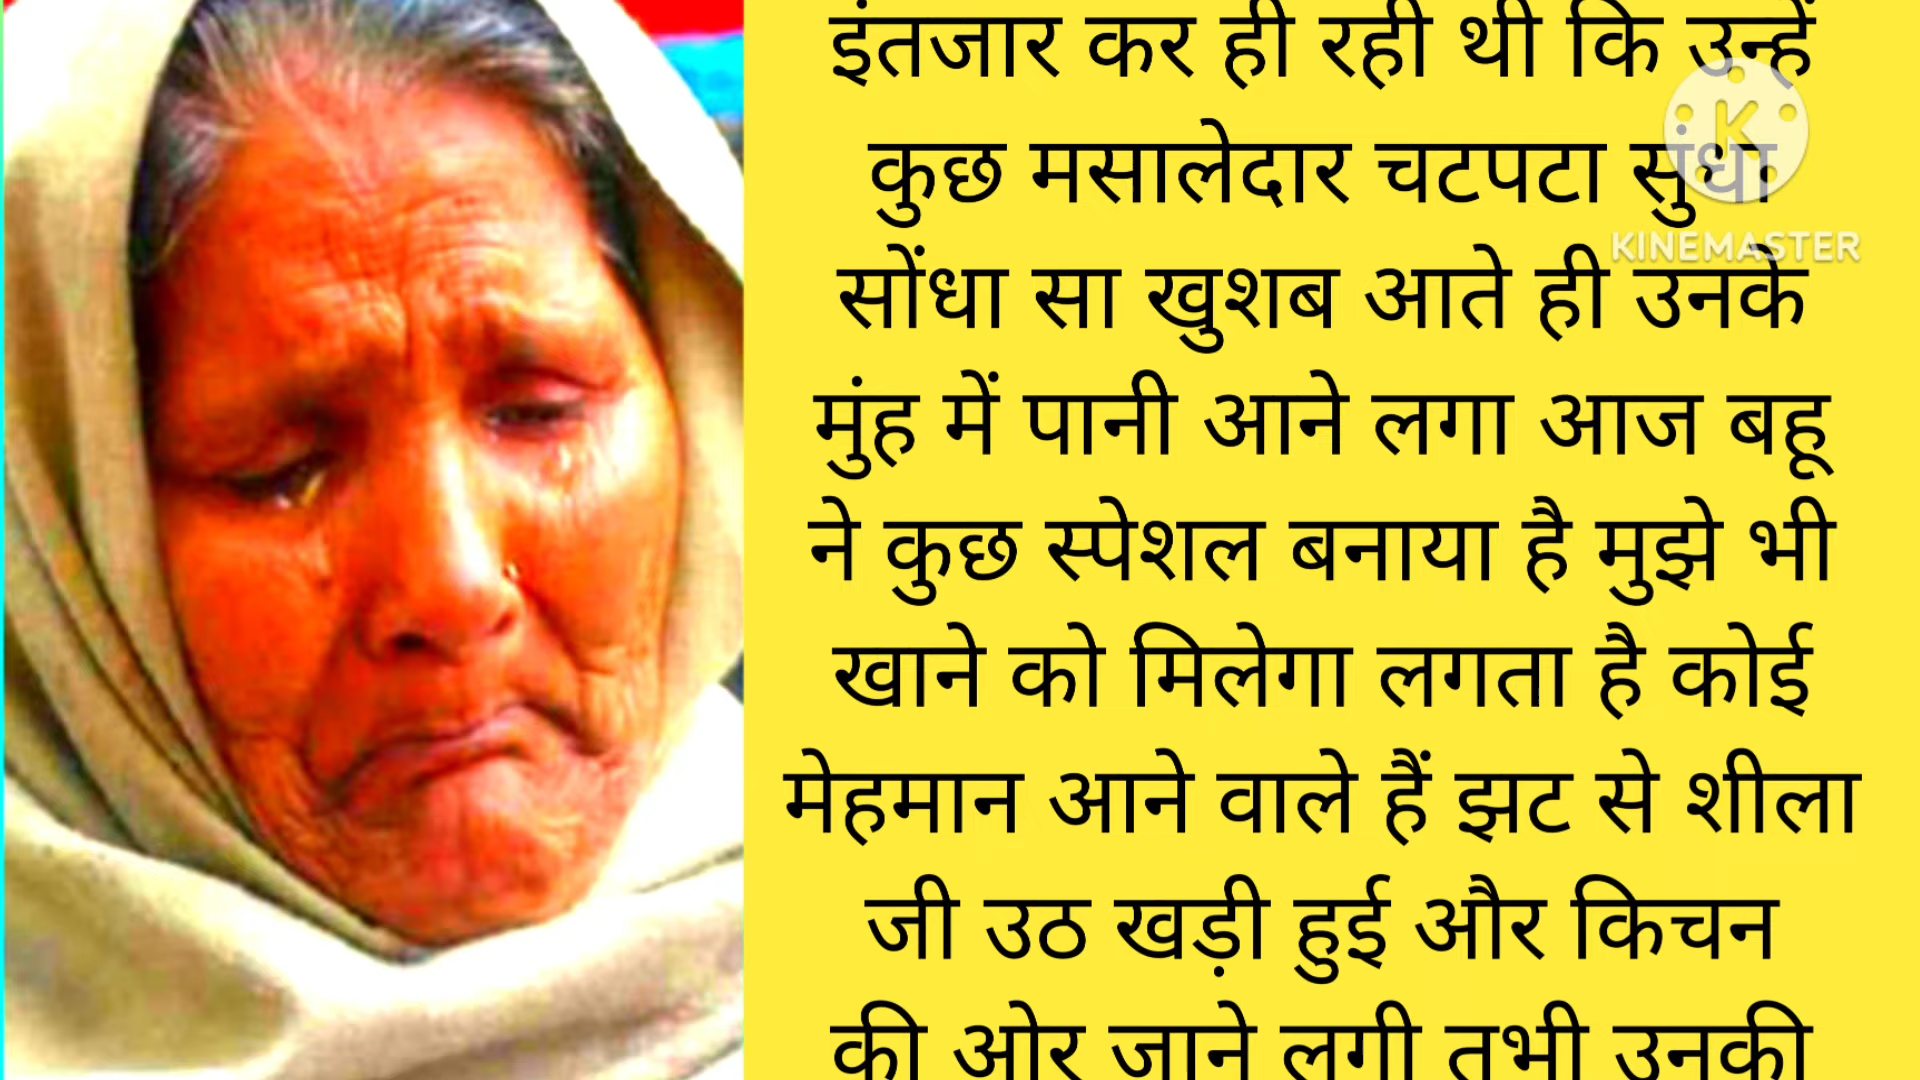 इंतजार कर ही रही थी कि उन्हें
कुछ मसालेदार चटपटा सुंधा
सोंधा सा खुशब आते ही उनके
मुंह में पानी आने लगा आज बहू
ने कुछ स्पेशल बनाया है मुझे भी
खाने को मिलेगा लगता है कोई
मेहमान आने वाले हैं झट से शीला
जी उठ खड़ी हुई और किचन
की ओर जाने लगी तभी उनकी
K
KINEMASTER